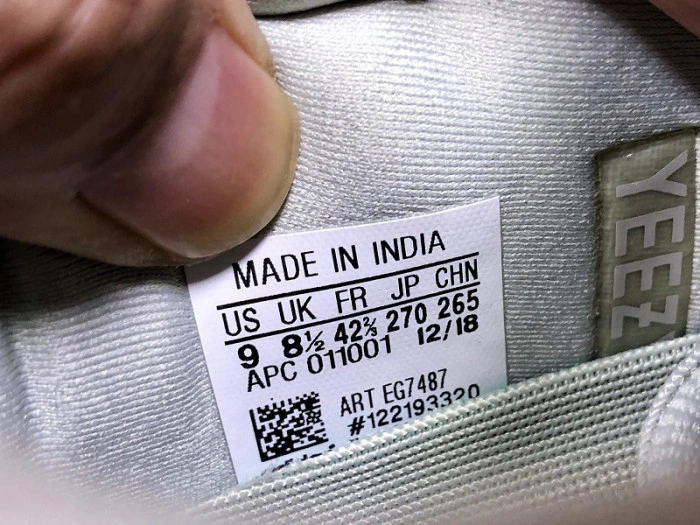 MADE IN INDIA
US UK FR JP CHN
9 8½ 42⅔ 270 265
APC 011001 12/18
ART EG7487
#122193320
YEEZ